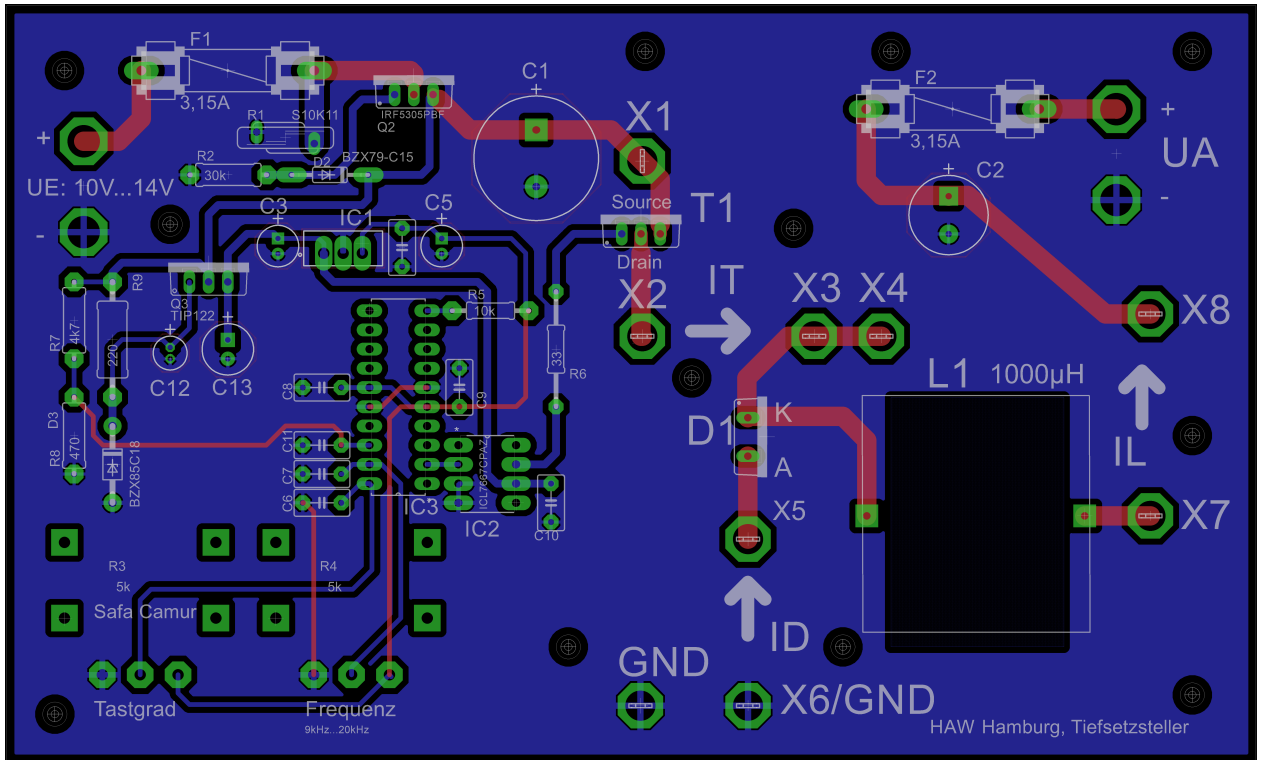 F1
3,15A
+
UE: 10V...14V
-
R1
S10K11
R2
30k
D2
BZX79-C15
IRF5305PBF
Q2
C1
+
X1
F2
3,15A
+
UA
-
C2
+
C3
+
IC1
C5
+
Source
T1
Drain
X2
IT
X3
X4
X8
R9
Q3
TIP122
R7
4k7
220
+
C12
+
C13
R5
10k
33
R6
C8
C9
D3
R8
470
BZX85C18
C11
C7
C6
ICL7667CPAZ
IC3
IC2
C10
D1
K
A
X5
L1
1000µH
IL
X7
R3
5k
R4
5k
Safa Camur
ID
GND
X6/GND
Tastgrad
Frequenz
9kHz...20kHz
HAW Hamburg, Tiefsetzsteller